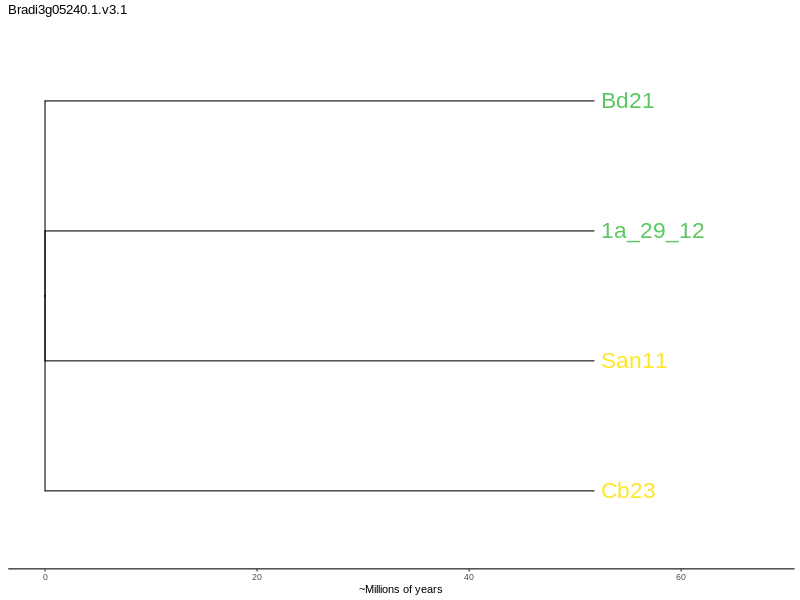 Bradi3g05240.1.v3.1
Bd21
1a_29_12
San11
Cb23
0 20 40 60
~Millions of years